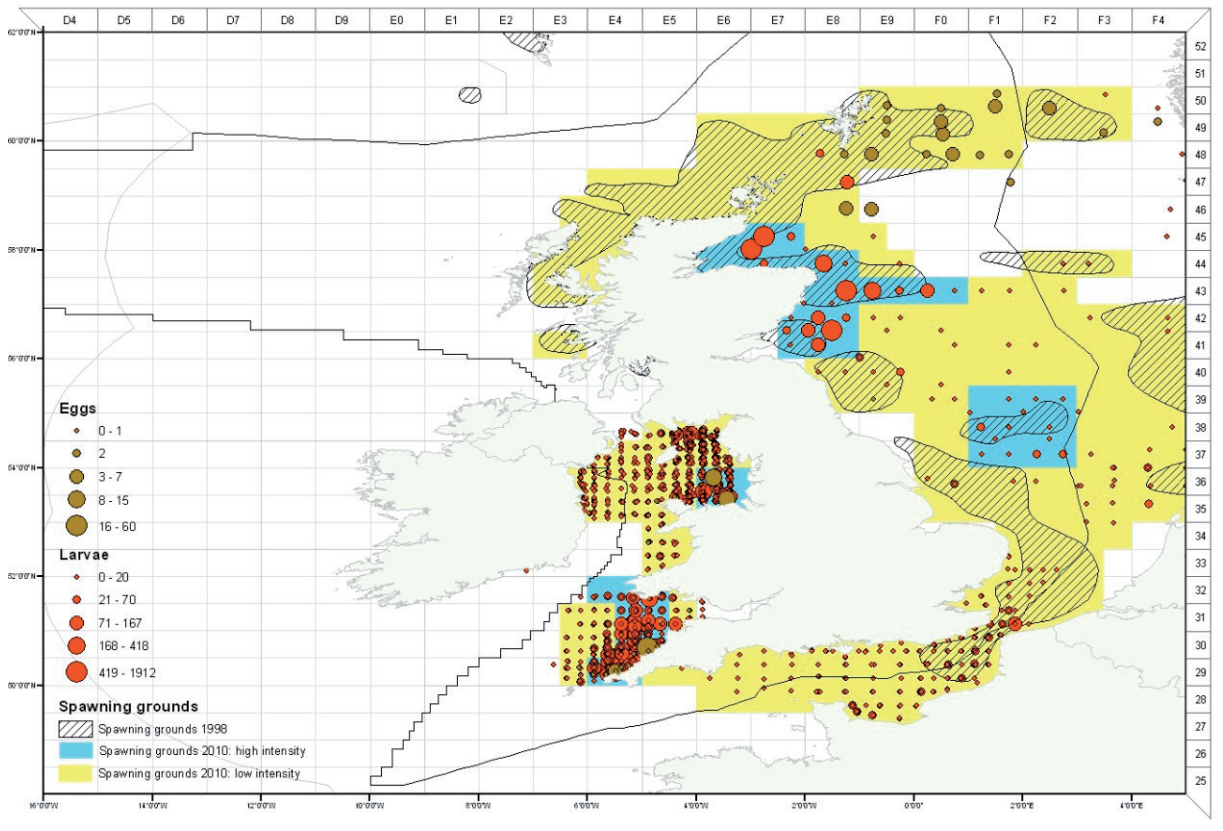 D4 D5 D6 D7 D8 D9 E0 E1 E2 E3 E4 E5 E6 E7 E8 E9 F0 F1 F2 F3 F4
62°0'0"N
52
51
50
49
60°0'0"N
48
47
46
45
58°0'0"N
44
43
42
41
56°0'0"N
40
39
38
37
54°0'0"N
36
35
34
33
52°0'0"N
32
31
30
29
50°0'0"N
28
27
26
25
Eggs
0 - 1
2
3 - 7
8 - 15
16 - 60
Larvae
0 - 20
21 - 70
71 - 167
168 - 418
419 - 1912
Spawning grounds
Spawning grounds 1998
Spawning grounds 2010: high intensity
Spawning grounds 2010: low intensity
16°0'0"W 14°0'0"W 12°0'0"W 10°0'0"W 8°0'0"W 6°0'0"W 4°0'0"W 2°0'0"W 0°0'0" 2°0'0"E 4°0'0"E